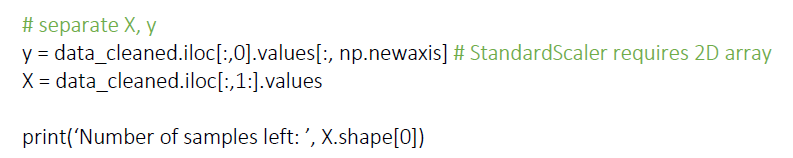 # separate X, y
y = data_cleaned.iloc[:,0].values[:, np.newaxis] # StandardScaler requires 2D array
X = data_cleaned.iloc[:,1:].values
print(‘Number of samples left: ’, X.shape[0])